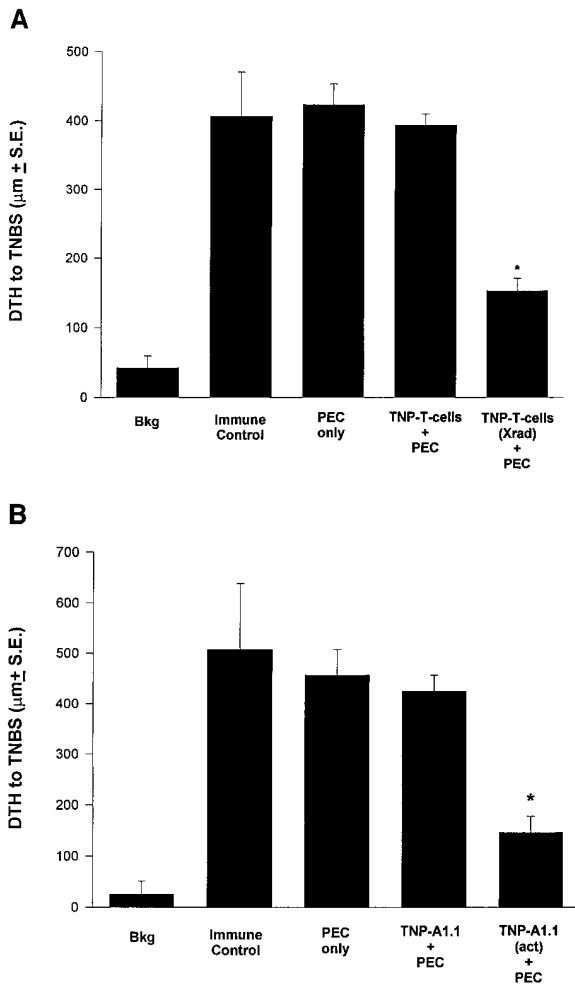 A
DTH to TNBS (μm ± S.E.)
500
400
300
200
100
0
*
Bkg
Immune
Control
PEC
only
TNP-T-cells
+
PEC
TNP-T-cells
(Xrad)
+
PEC
B
DTH to TNBS (μm± S.E.)
700
600
500
400
300
200
100
0
*
Bkg
Immune
Control
PEC
only
TNP-A1.1
+
PEC
TNP-A1.1
(act)
+
PEC